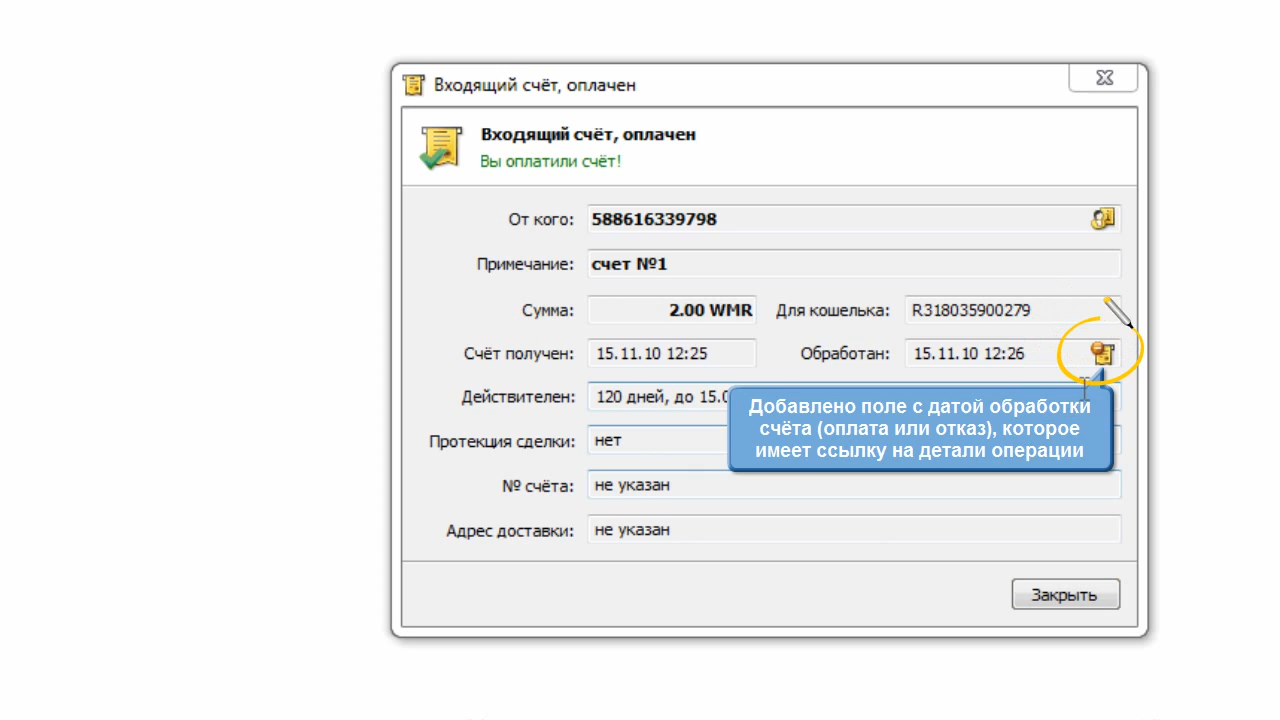 Входящий счёт, оплачен
Входящий счёт, оплачен
Вы оплатили счёт!
От кого: 588616339798
Примечание: счет №1
Сумма: 2.00 WMR Для кошелька: R318035900279
Счёт получен: 15.11.10 12:25 Обработан: 15.11.10 12:26
Действителен: 120 дней, до
Добавлено поле с датой обработки
счёта (оплата или отказ), которое
имеет ссылку на детали операции
Протекция сделки: нет
№ счёта: не указан
Адрес доставки: не указан
Закрыть